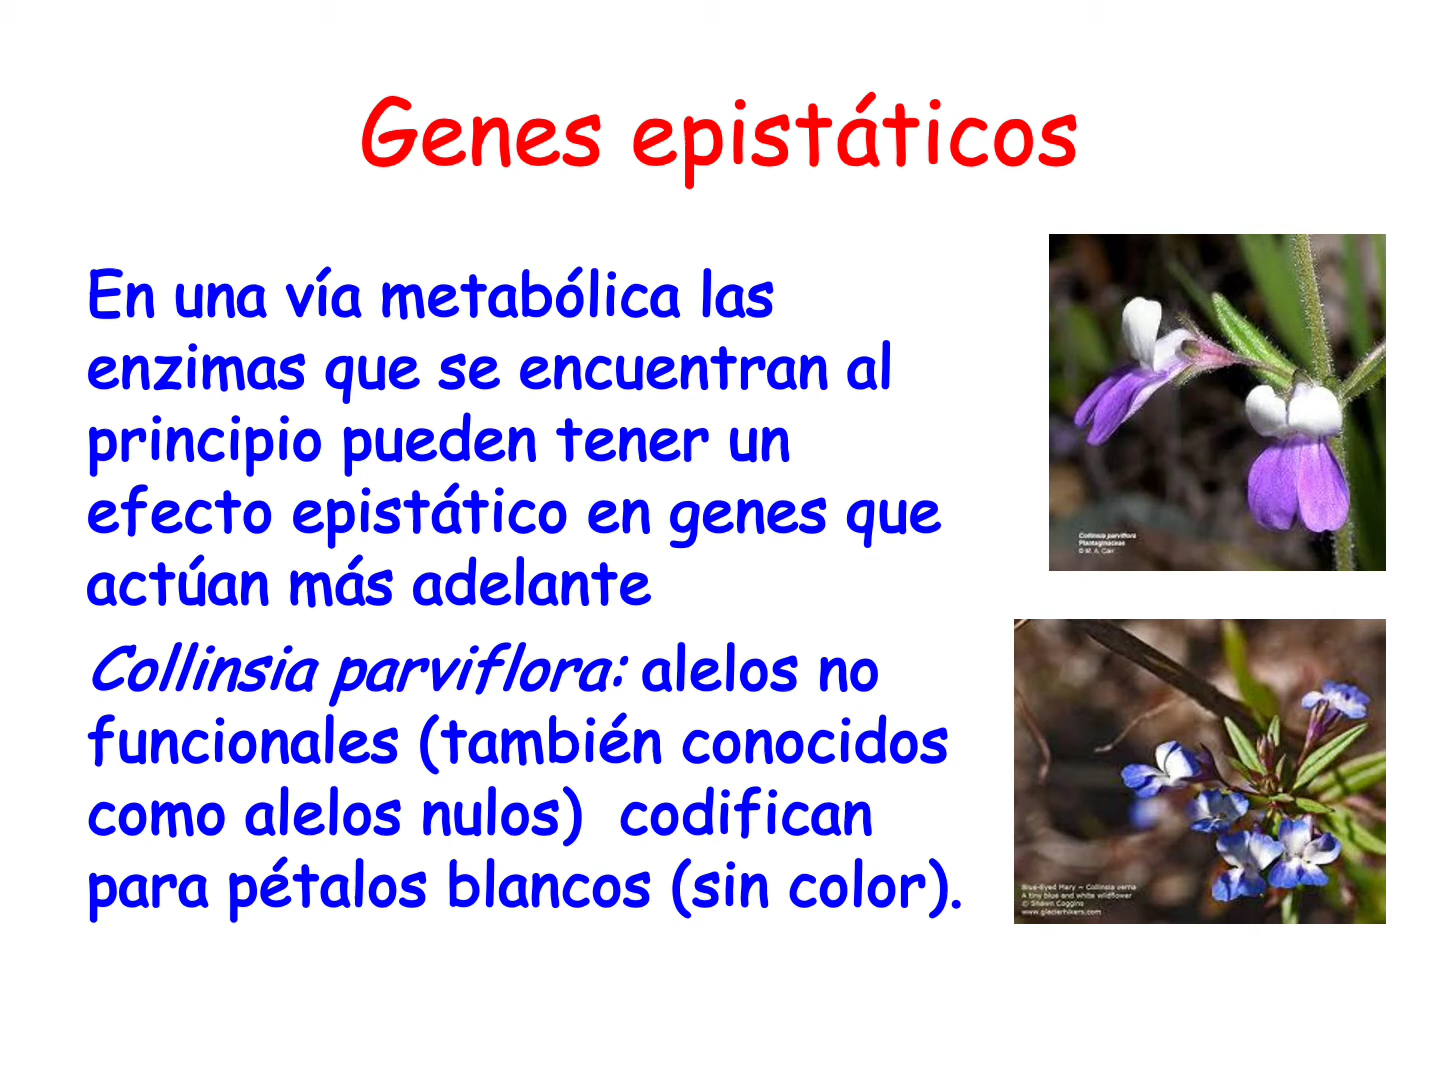 Genes epistáticos
En una vía metabólica las
enzimas que se encuentran al
principio pueden tener un
efecto epistático en genes que
actúan más adelante
Collinsia parviflora: alelos no
funcionales (también conocidos
como alelos nulos)  codifican
para pétalos blancos (sin color).
Collinsia parviflora
Plantaginaceae
© M. A. Carr
Blue-Eyed Mary ~ Collinsia verna
A tiny blue and white wildflower
© Shawn Coggins
www.glacierhikers.com